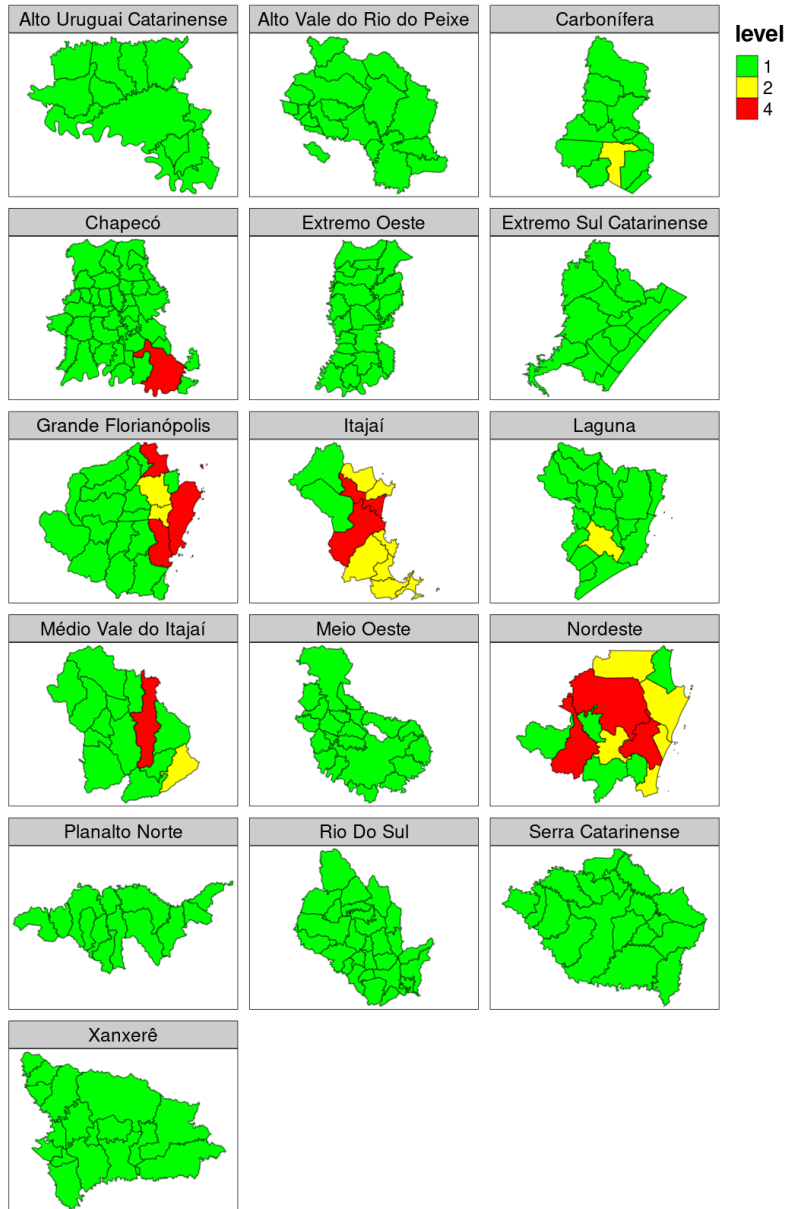 Alto Uruguai Catarinense
Alto Vale do Rio do Peixe
Carbonífera
level
1
2
4
Chapecó
Extremo Oeste
Extremo Sul Catarinense
Grande Florianópolis
Itajaí
Laguna
Médio Vale do Itajaí
Meio Oeste
Nordeste
Planalto Norte
Rio Do Sul
Serra Catarinense
Xanxerê